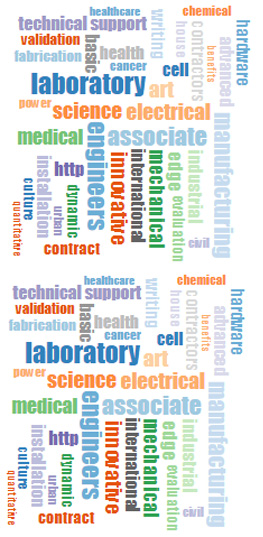 healthcare
chemical
technical support
writing
hardware
validation
house
contractors
advanced
fabrication
basic
health
benefits
cancer
cell
laboratory
art
power
science
electrical
manufacturing
medical
engineers
associate
http
innovative
international
mechanical
edge
evaluation
industrial
installation
dynamic
culture
urban
civil
quantitative
contract
healthcare
chemical
technical support
writing
hardware
validation
house
contractors
advanced
fabrication
basic
health
benefits
cancer
cell
laboratory
art
power
science
electrical
manufacturing
medical
engineers
associate
http
innovative
international
mechanical
edge
evaluation
industrial
installation
dynamic
culture
urban
civil
quantitative
contract